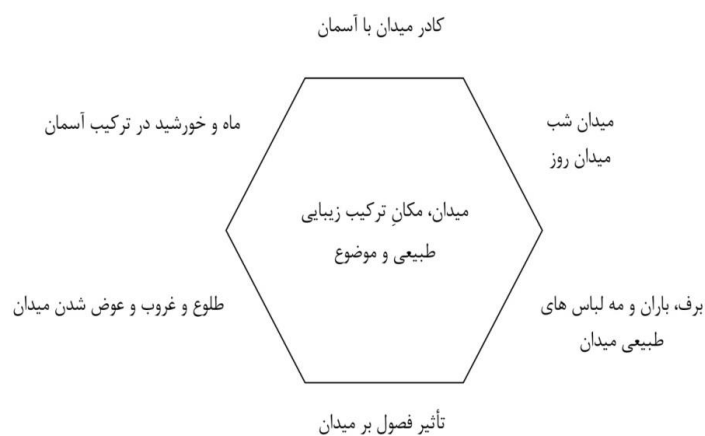 کادر میدان با آسمان
میدان شب
میدان روز
ماه و خورشید در ترکیب آسمان
میدان، مکانِ ترکیب زیبایی
طبیعی و موضوع
برف، باران و مه لباس های
طبیعی میدان
طلوع و غروب و عوض شدن میدان
تأثیر فصول بر میدان